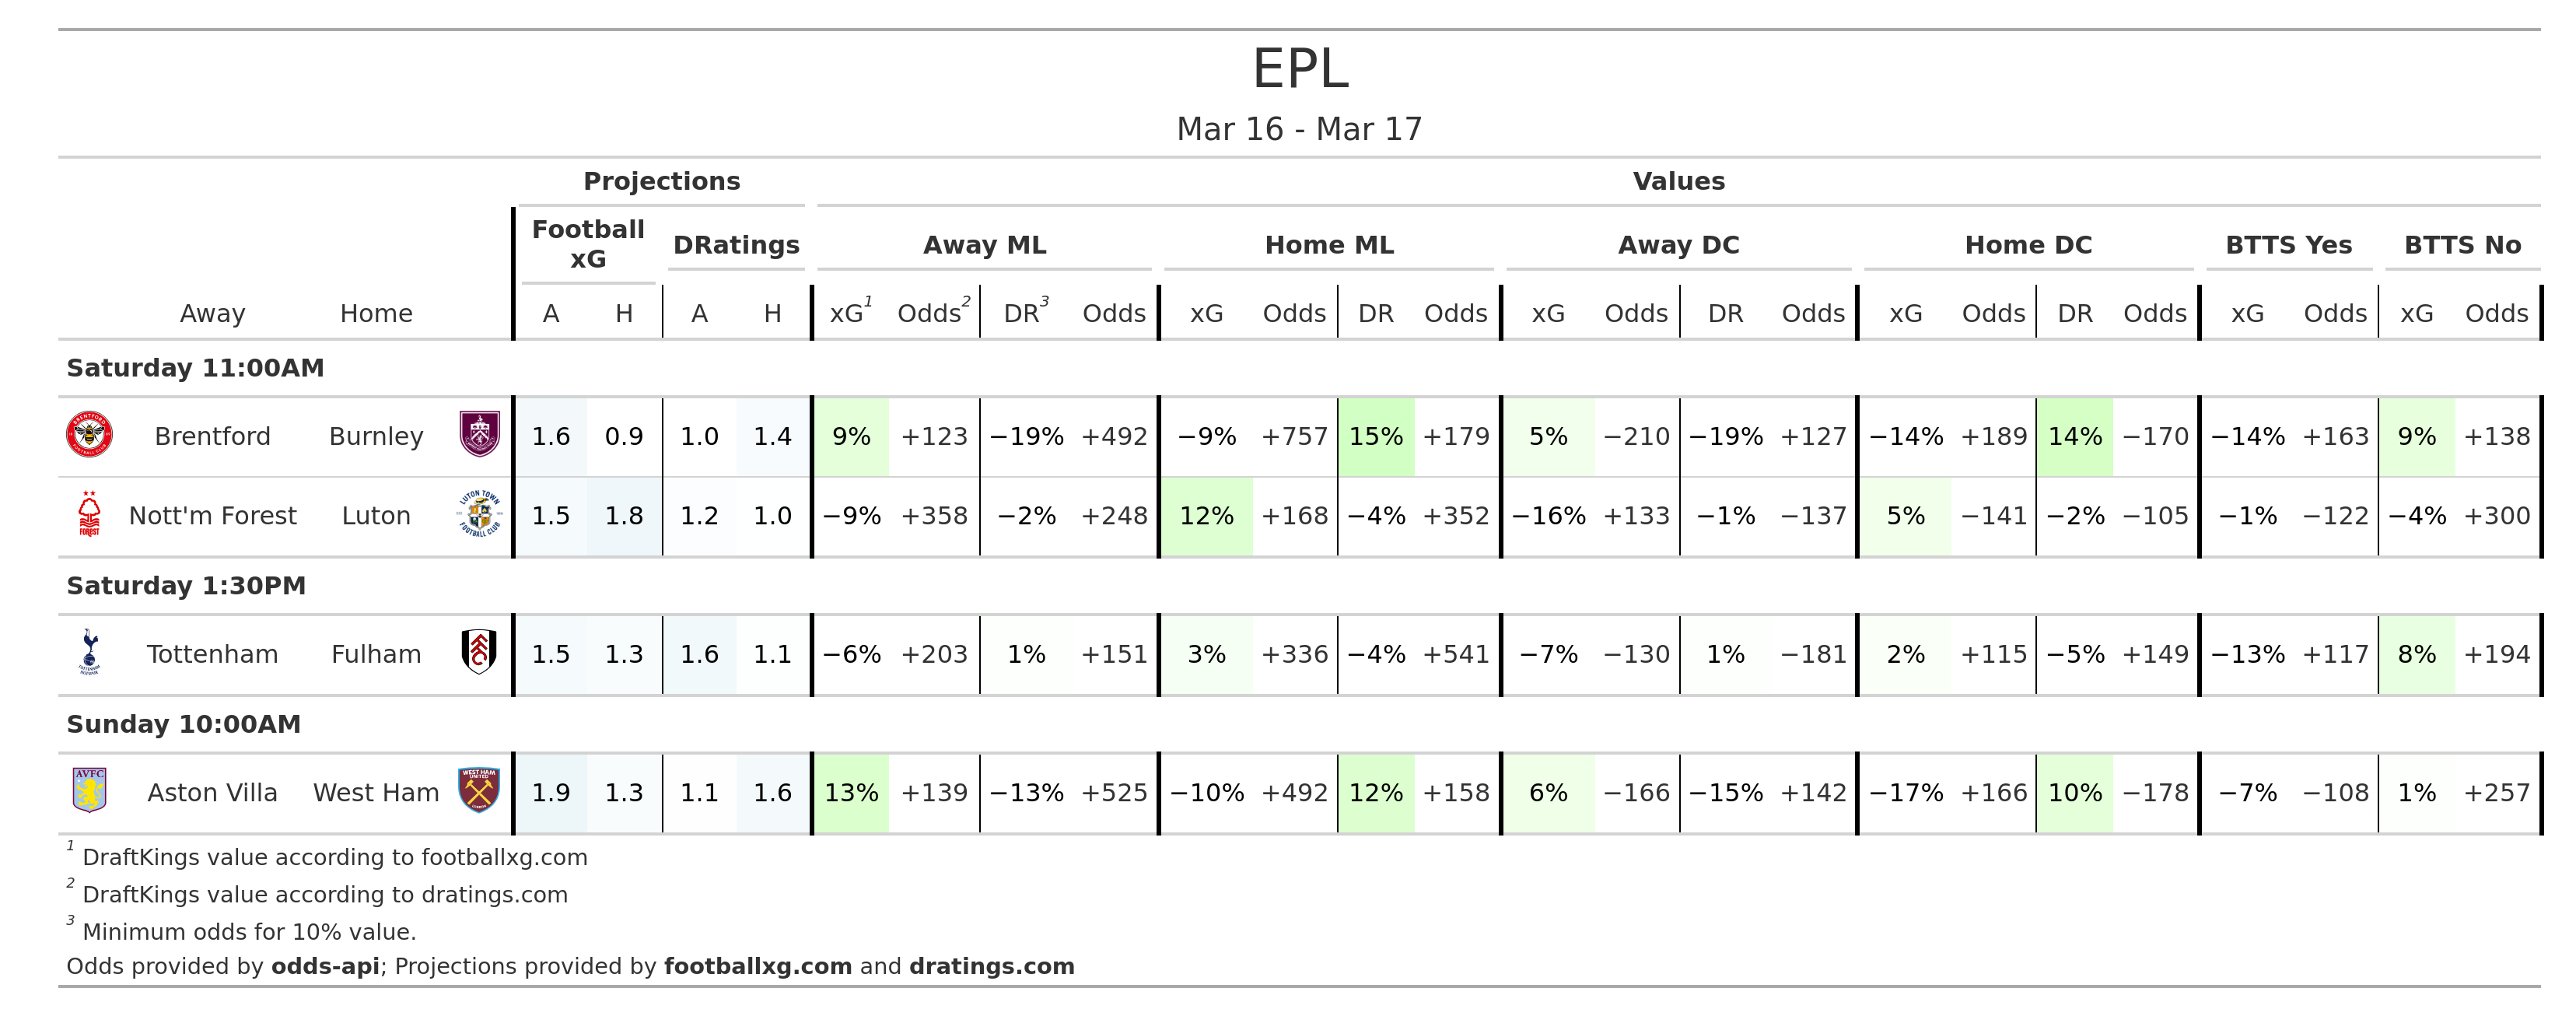 EPL
Mar 16 - Mar 17
Projections Values
Football xG DRatings Away ML Home ML Away DC Home DC BTTS Yes BTTS No
Away Home A H A H xG1 Odds2 DR3 Odds xG Odds DR Odds xG Odds DR Odds xG Odds DR Odds xG Odds xG Odds
Saturday 11:00AM
Brentford Burnley 1.6 0.9 1.0 1.4 9% +123 −19% +492 −9% +757 15% +179 5% −210 −19% +127 −14% +189 14% −170 −14% +163 9% +138
Nott'm Forest Luton 1.5 1.8 1.2 1.0 −9% +358 −2% +248 12% +168 −4% +352 −16% +133 −1% −137 5% −141 −2% −105 −1% −122 −4% +300
Saturday 1:30PM
Tottenham Fulham 1.5 1.3 1.6 1.1 −6% +203 1% +151 3% +336 −4% +541 −7% −130 1% −181 2% +115 −5% +149 −13% +117 8% +194
Sunday 10:00AM
Aston Villa West Ham 1.9 1.3 1.1 1.6 13% +139 −13% +525 −10% +492 12% +158 6% −166 −15% +142 −17% +166 10% −178 −7% −108 1% +257
1 DraftKings value according to footballxg.com
2 DraftKings value according to dratings.com
3 Minimum odds for 10% value.
Odds provided by odds-api; Projections provided by footballxg.com and dratings.com